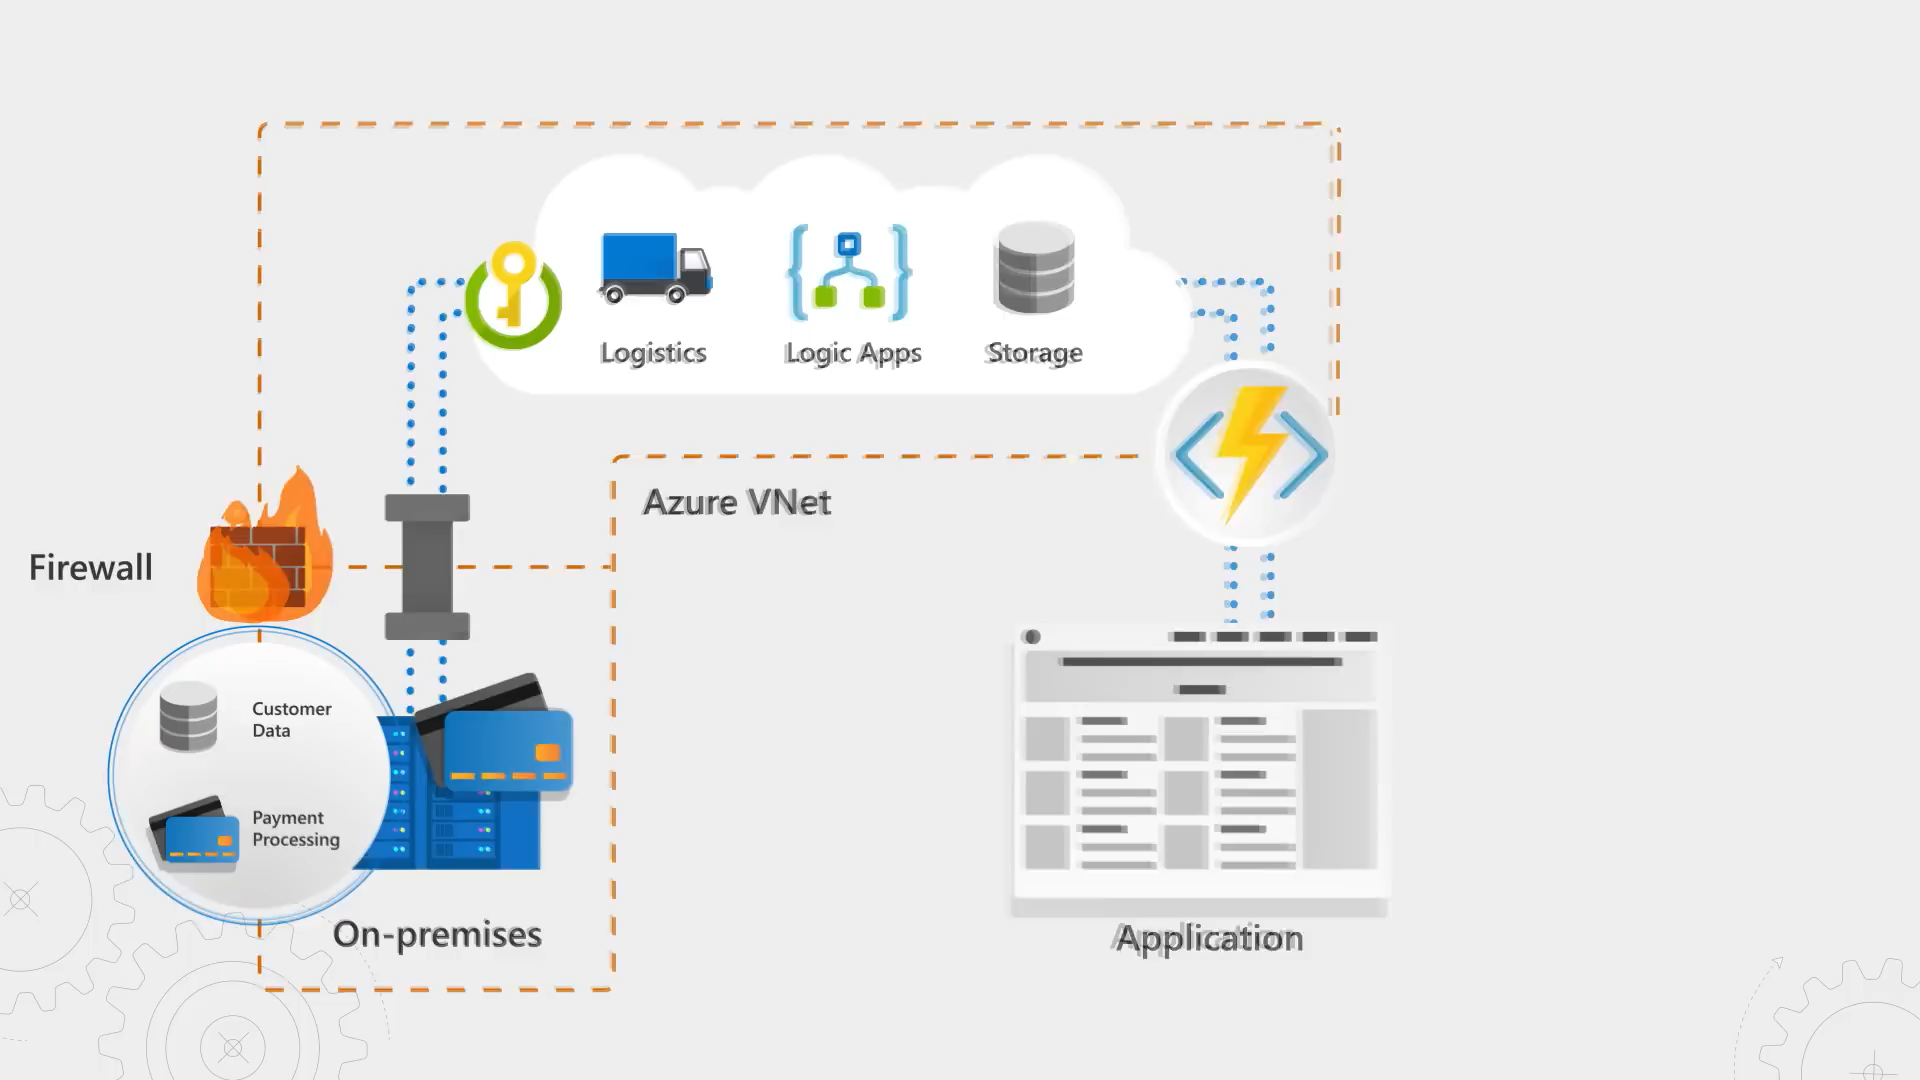 Logistics
Logic Apps
Storage
Azure VNet
Firewall
Customer
Data
Payment
Processing
On-premises
Application